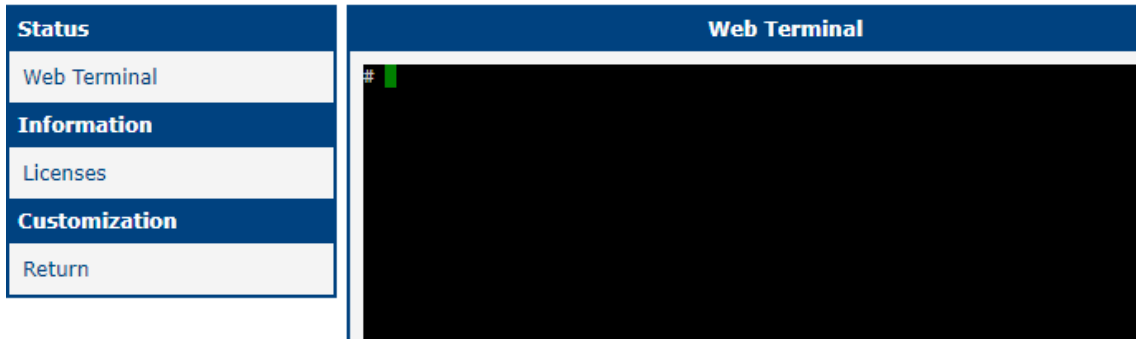 Status
Web Terminal
Information
Licenses
Customization
Return
Web Terminal
#